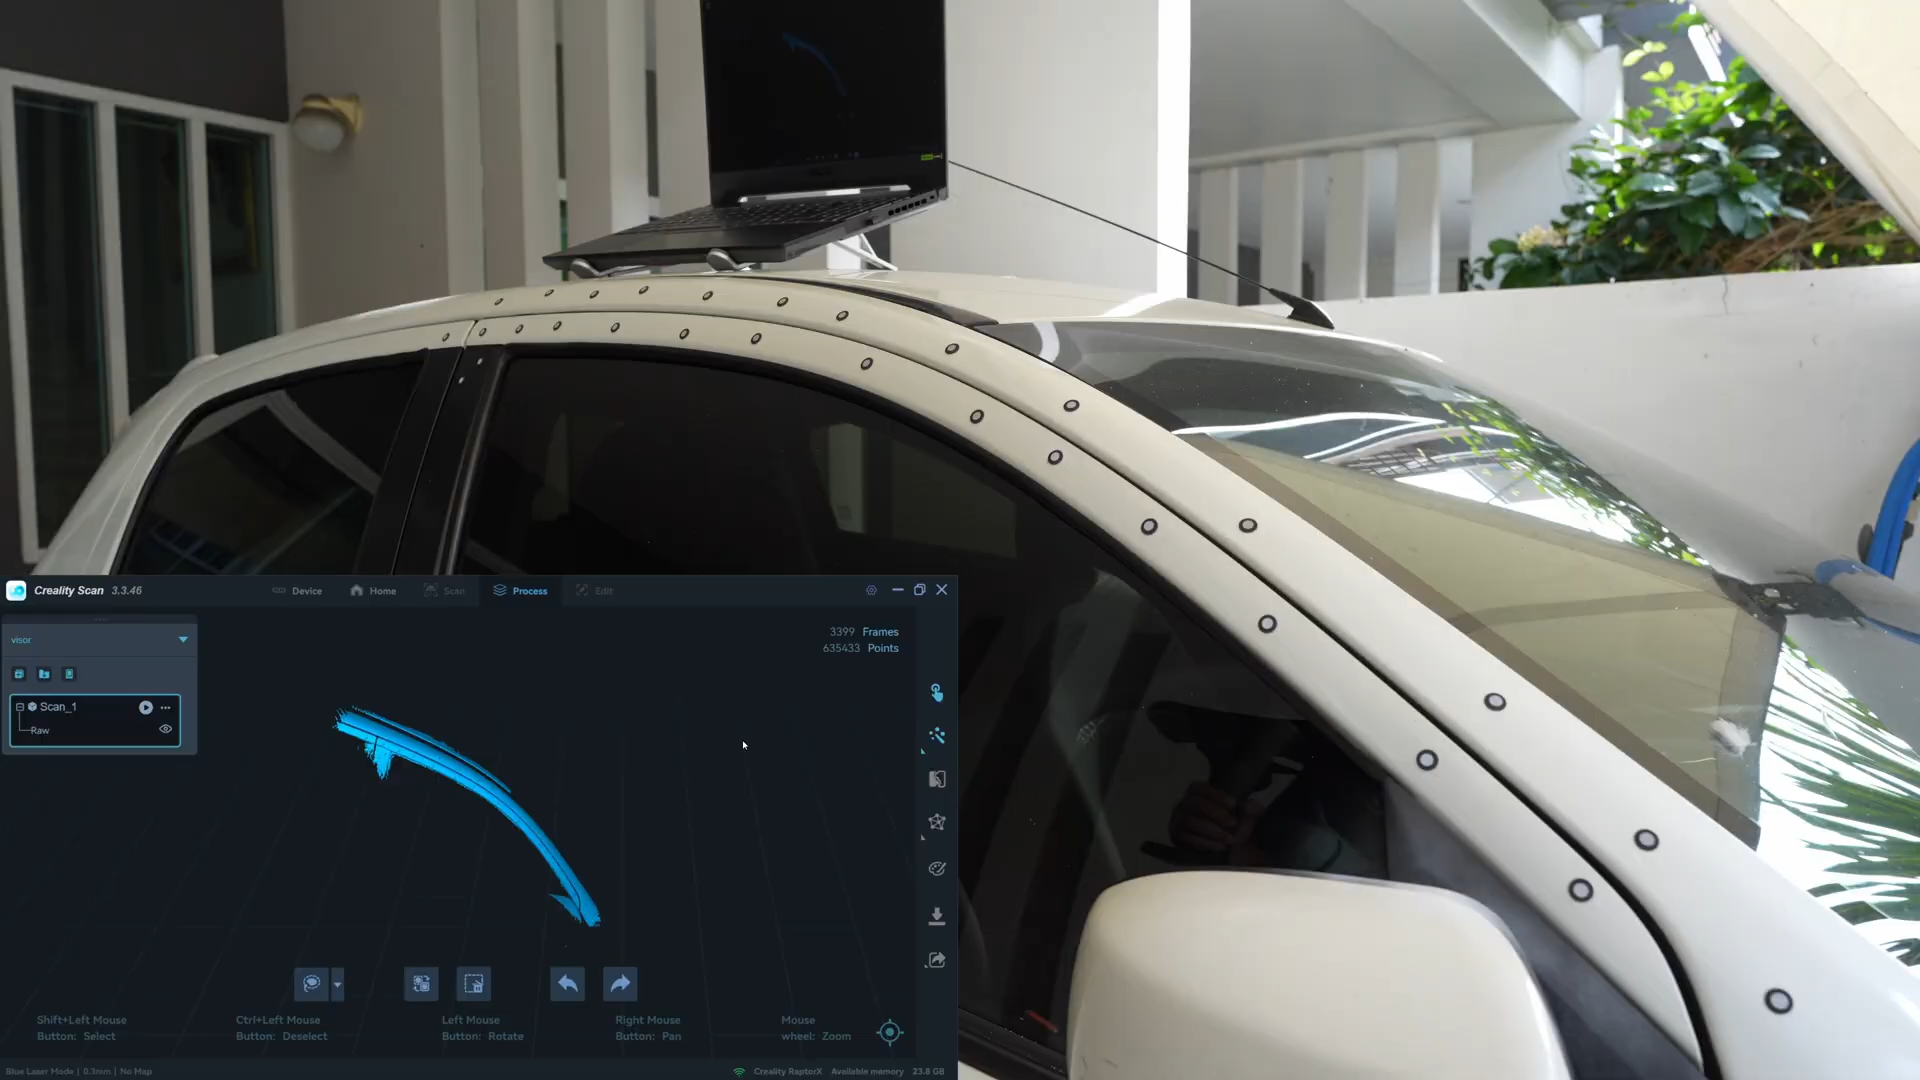 Creality Scan 3.3.46
Device
Home
Scan
Process
Edit
visor
3399 Frames
635433 Points
Scan_1
Raw
Shift+Left Mouse
Button: Select
Ctrl+Left Mouse
Button: Deselect
Left Mouse
Button: Rotate
Right Mouse
Button: Pan
Mouse
wheel: Zoom
Blue Laser Mode | 0.3mm | No Map
Creality RaptorX Available memory 23.8 GB